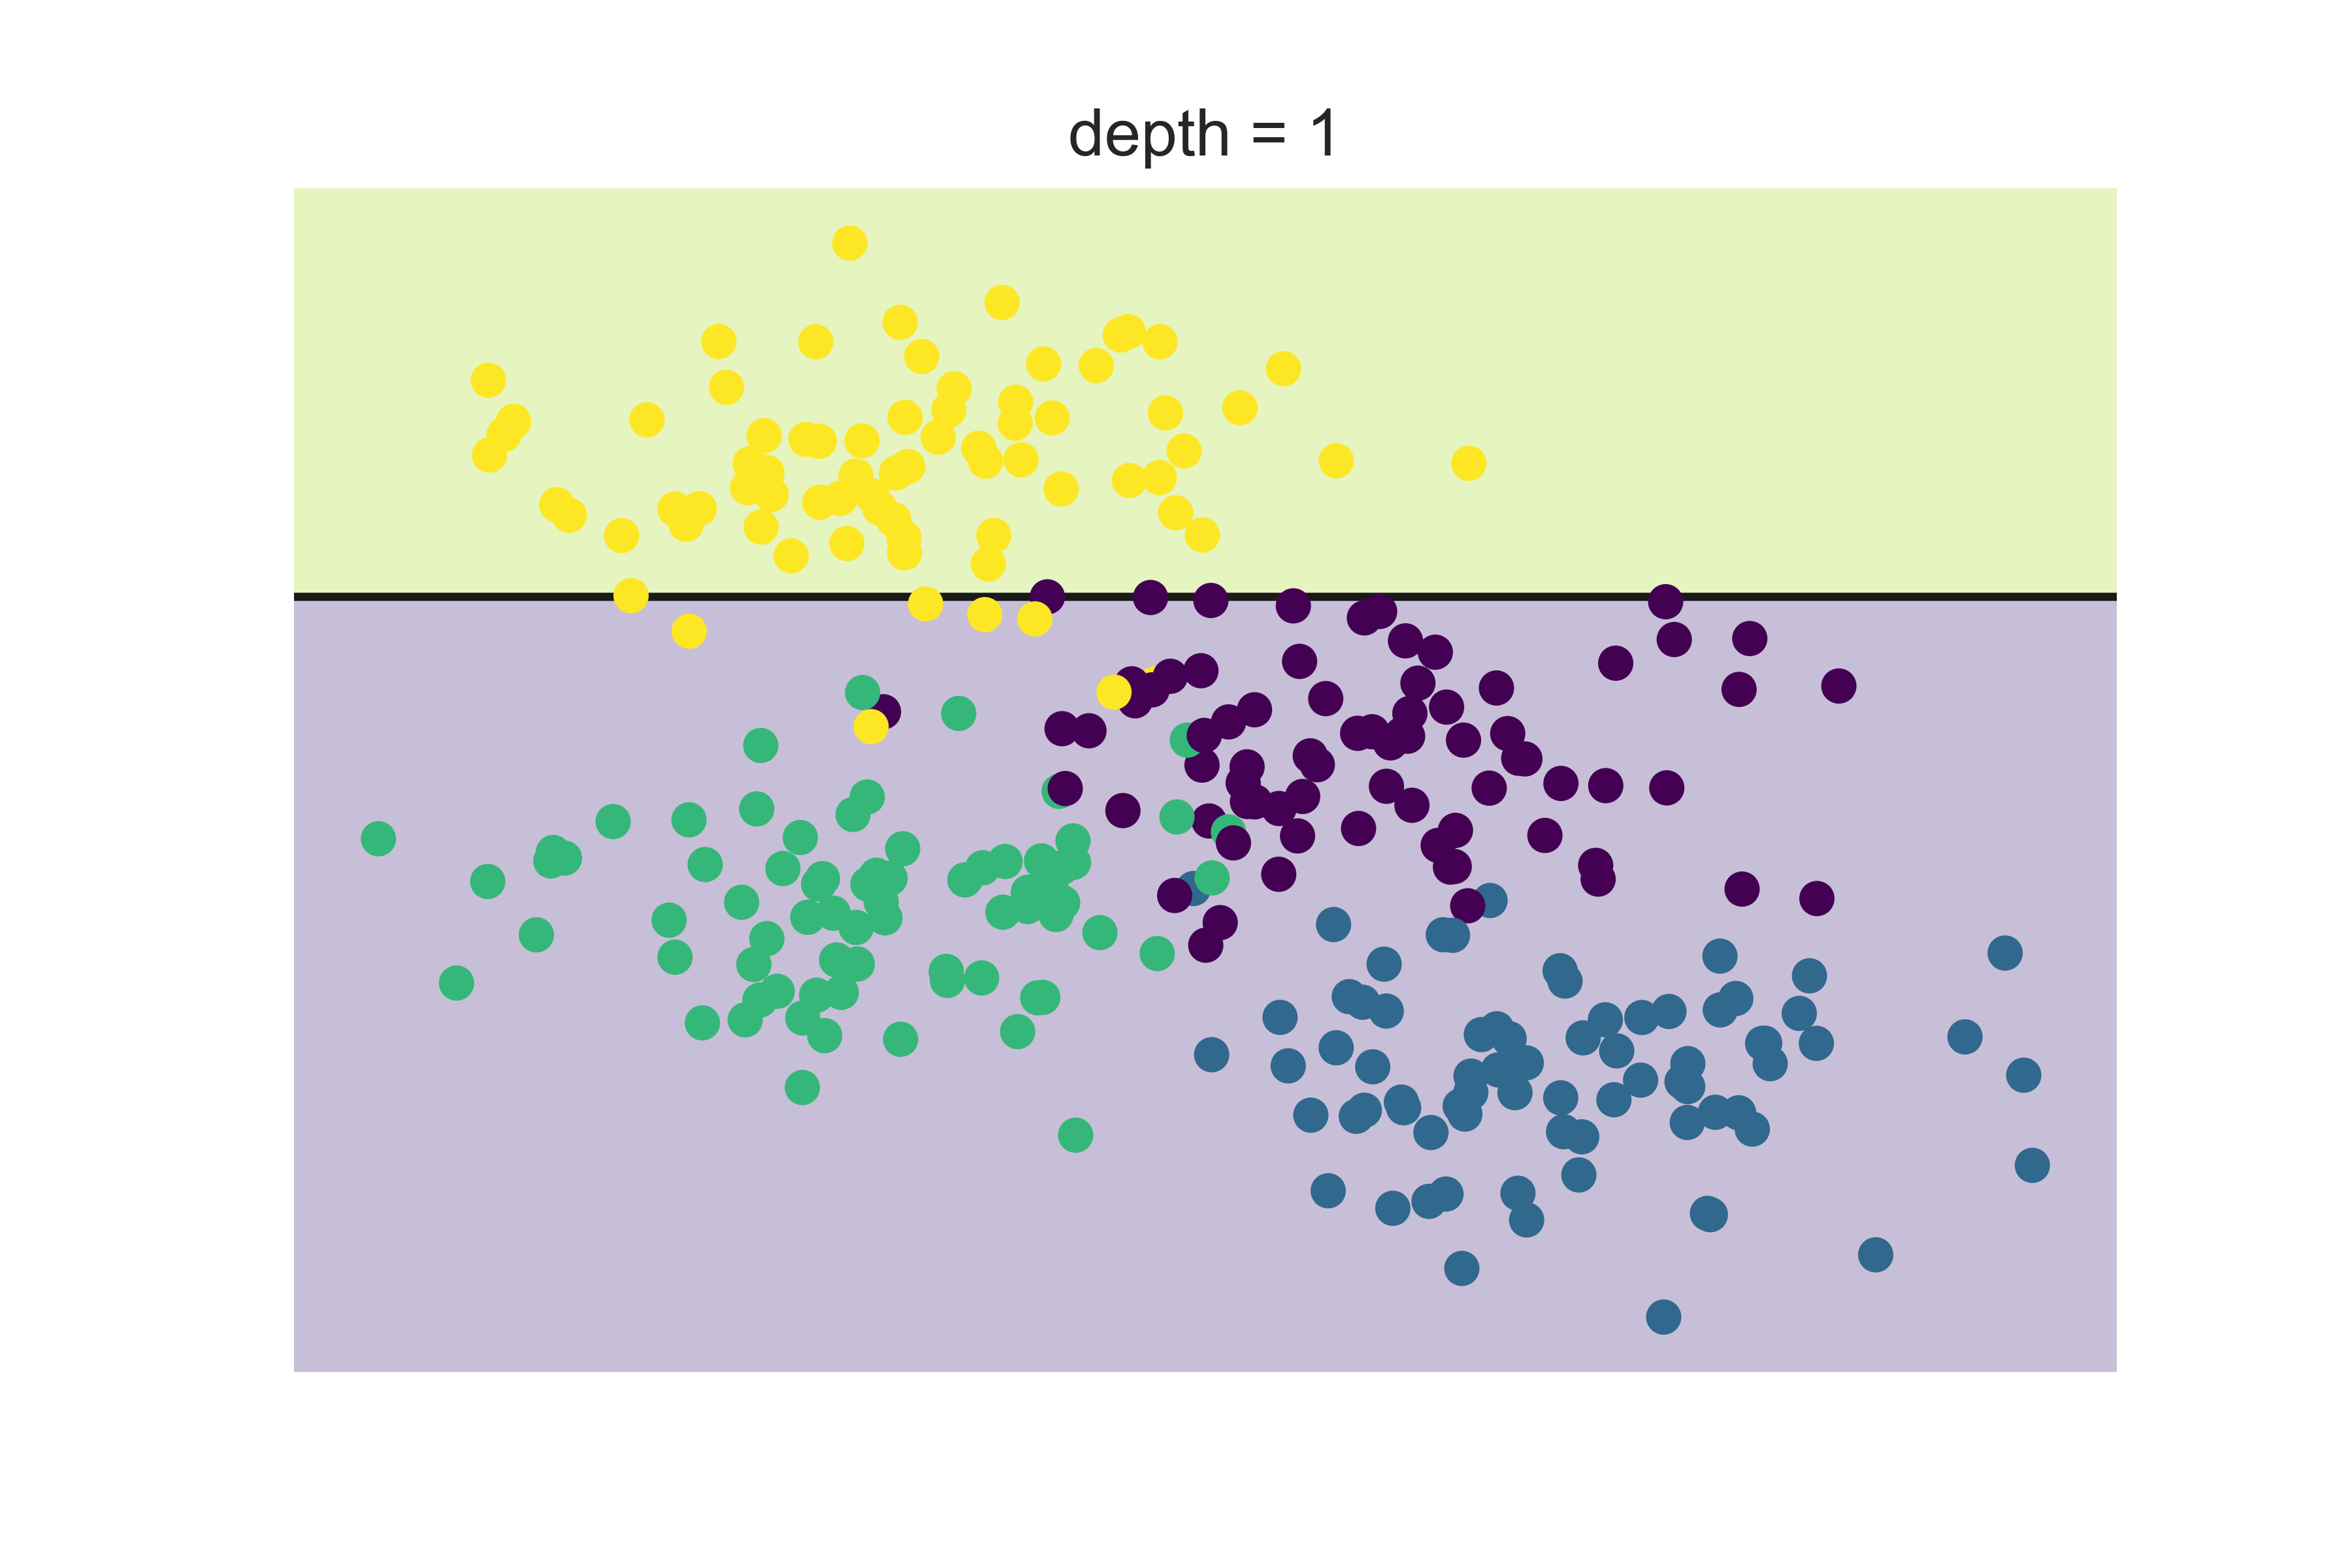 depth = 1